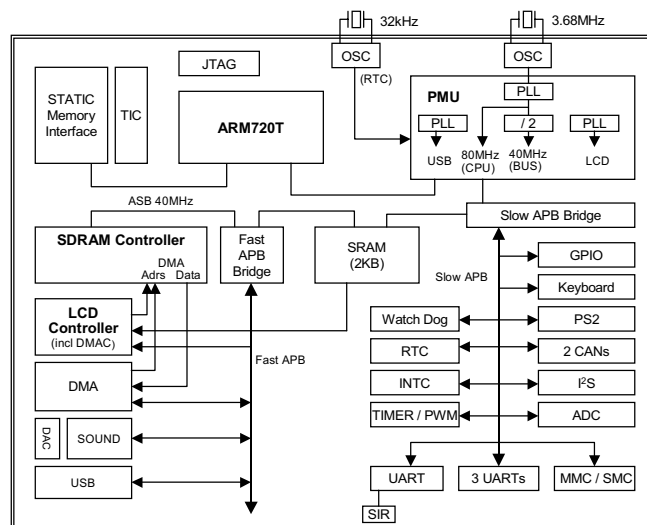 32kHz
3.68MHz
OSC
OSC
(RTC)
JTAG
STATIC
Memory
Interface
TIC
ARM720T
PMU
PLL
PLL
/ 2
PLL
USB
80MHz
(CPU)
40MHz
(BUS)
LCD
ASB 40MHz
Slow APB Bridge
SDRAM Controller
DMA
Adrs Data
Fast
APB
Bridge
SRAM
(2KB)
Slow APB
GPIO
Keyboard
LCD
Controller
(incl DMAC)
Watch Dog
PS2
Fast APB
RTC
2 CANs
DMA
INTC
I²S
TIMER / PWM
ADC
DAC
SOUND
USB
UART
3 UARTs
MMC / SMC
SIR